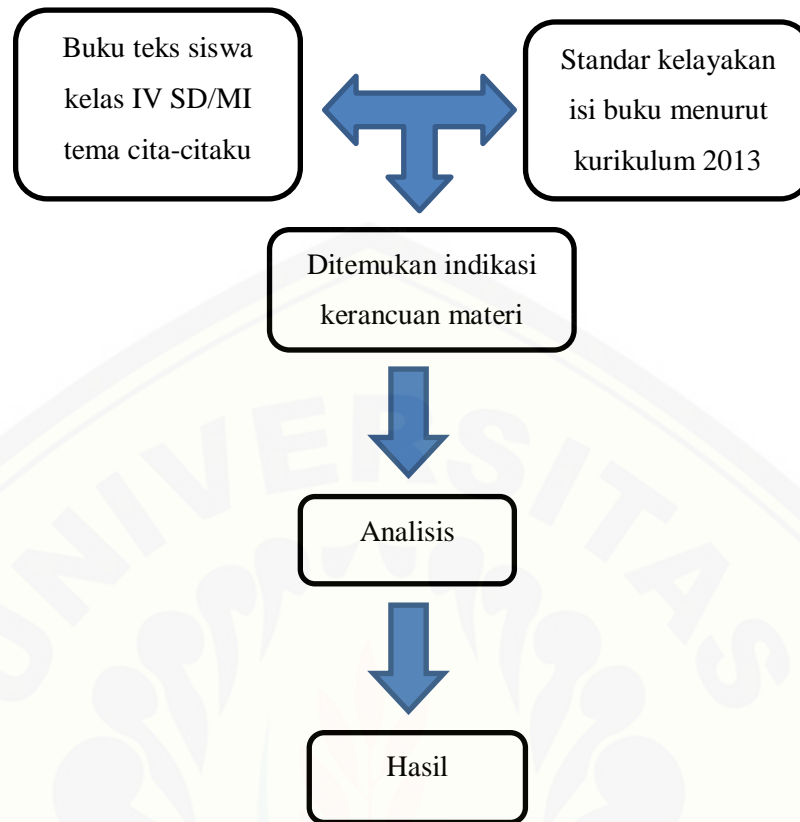 Buku teks siswa
kelas IV SD/MI
tema cita-citaku
Standar kelayakan
isi buku menurut
kurikulum 2013
Ditemukan indikasi
kerancuan materi
Analisis
Hasil
UNIVERSITAS